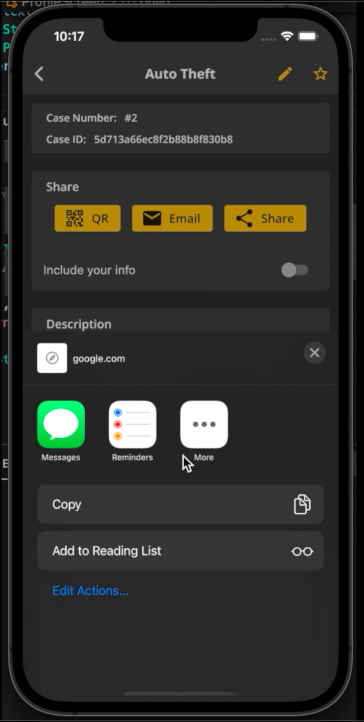 10:17
Auto Theft
Case Number: #2
Case ID: 5d713a66ec8f2b88b8f830b8
Share
QR
Email
Share
Include your info
Description
google.com
Messages
Reminders
More
Copy
Add to Reading List
Edit Actions...